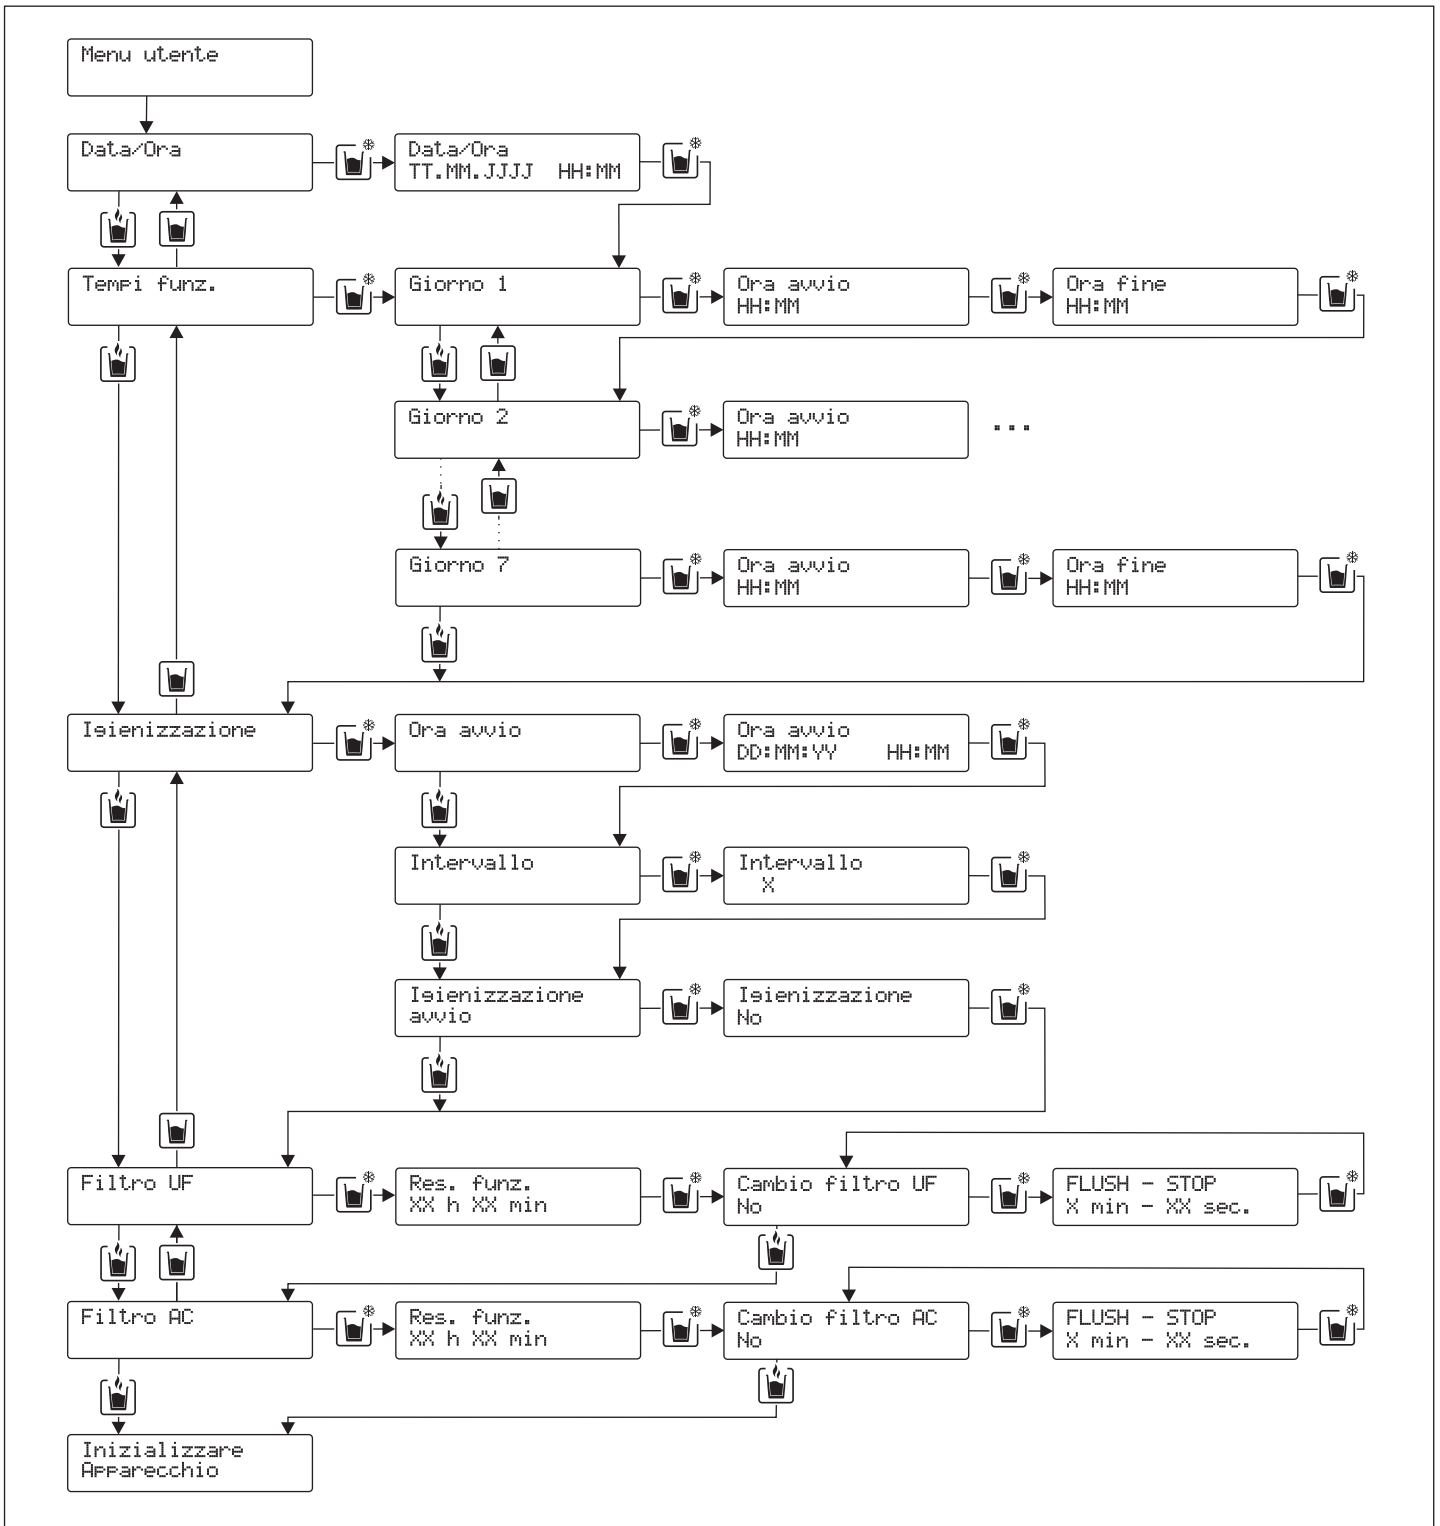 Menu utente
Data/Ora
Data/Ora
TT.MM.JJJJ HH:MM
Tempi funz.
Giorno 1
Ora avvio
HH:MM
Ora fine
HH:MM
Giorno 2
Ora avvio
HH:MM
...
Giorno 7
Ora avvio
HH:MM
Ora fine
HH:MM
Igienizzazione
Ora avvio
Ora avvio
DD:MM:YY HH:MM
Intervallo
Intervallo
X
Igienizzazione
avvio
Igienizzazione
No
Filtro UF
Res. funz.
XX h XX min
Cambio filtro UF
No
FLUSH - STOP
X min - XX sec.
Filtro AC
Res. funz.
XX h XX min
Cambio filtro AC
No
FLUSH - STOP
X min - XX sec.
Inizializzare
Apparecchio